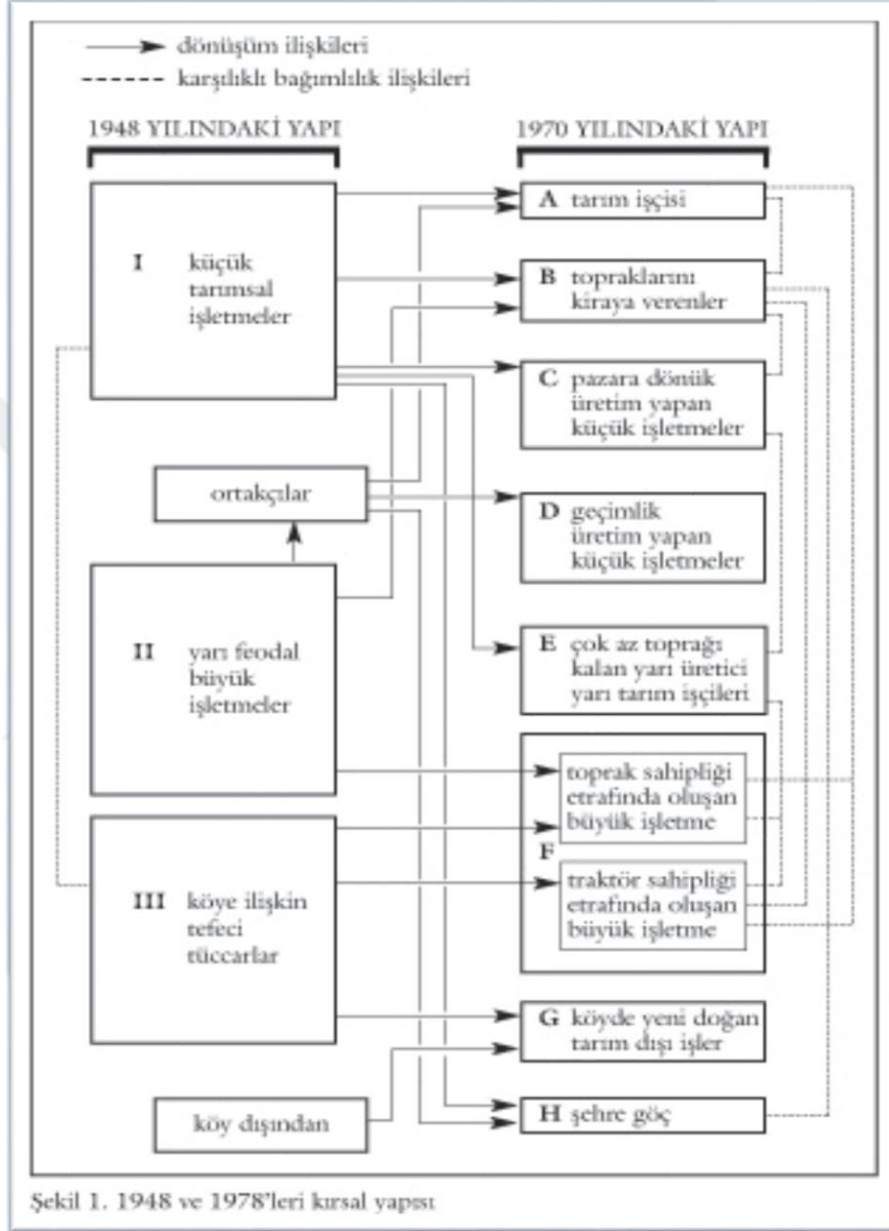 dönüşüm ilişkileri
karşılıklı bağımlılık ilişkileri
1948 YILINDAKİ YAPI
1970 YILINDAKİ YAPI
I küçük
tarımsal
işletmeler
ortakçılar
II yarı feodal
büyük
işletmeler
III köye ilişkin
tefeci
tüccarlar
köy dışından
A tarım işçisi
B topraklarını
kiraya verenler
C pazara dönük
üretim yapan
küçük işletmeler
D geçimlik
üretim yapan
küçük işletmeler
E çok az toprağı
kalan yarı üretici
yarı tarım işçileri
toprak sahipliği
etrafında oluşan
büyük işletme
F
traktör sahipliği
etrafında oluşan
büyük işletme
G köyde yeni doğan
tarım dışı işler
H şehre göç
Şekil 1. 1948 ve 1978'leri kırsal yapısı